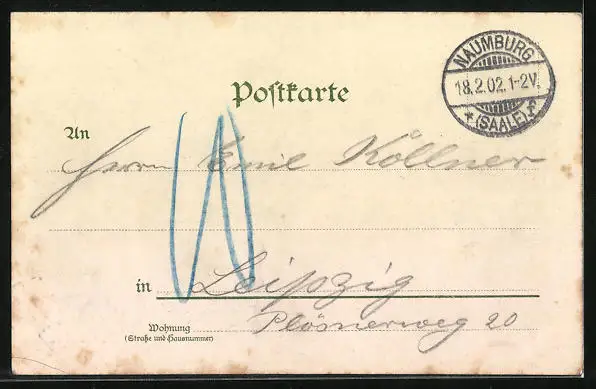 NAUMBURG
18.2.02.1-2V.
* (SAALE) f
Postkarte
An
Herrn Emil Köllner
in Leipzig
Wohnung
(Straße und Hausnummer)
Plösnerweg 20